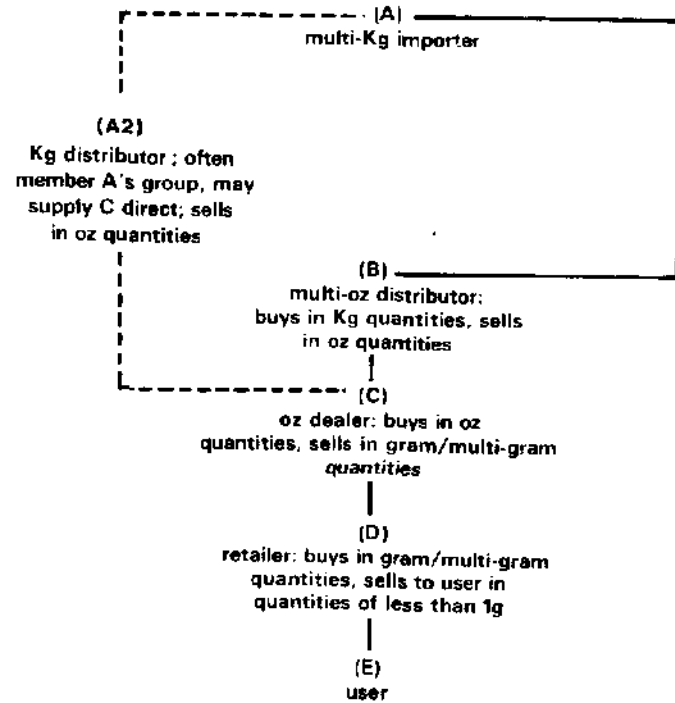 (A)
multi-Kg importer
(A2)
Kg distributor ; often
member A's group, may
supply C direct; sells
in oz quantities
(B)
multi-oz distributor:
buys in Kg quantities, sells
in oz quantities
(C)
oz dealer: buys in oz
quantities, sells in gram/multi-gram
quantities
(D)
retailer: buys in gram/multi-gram
quantities, sells to user in
quantities of less than 1g
(E)
user